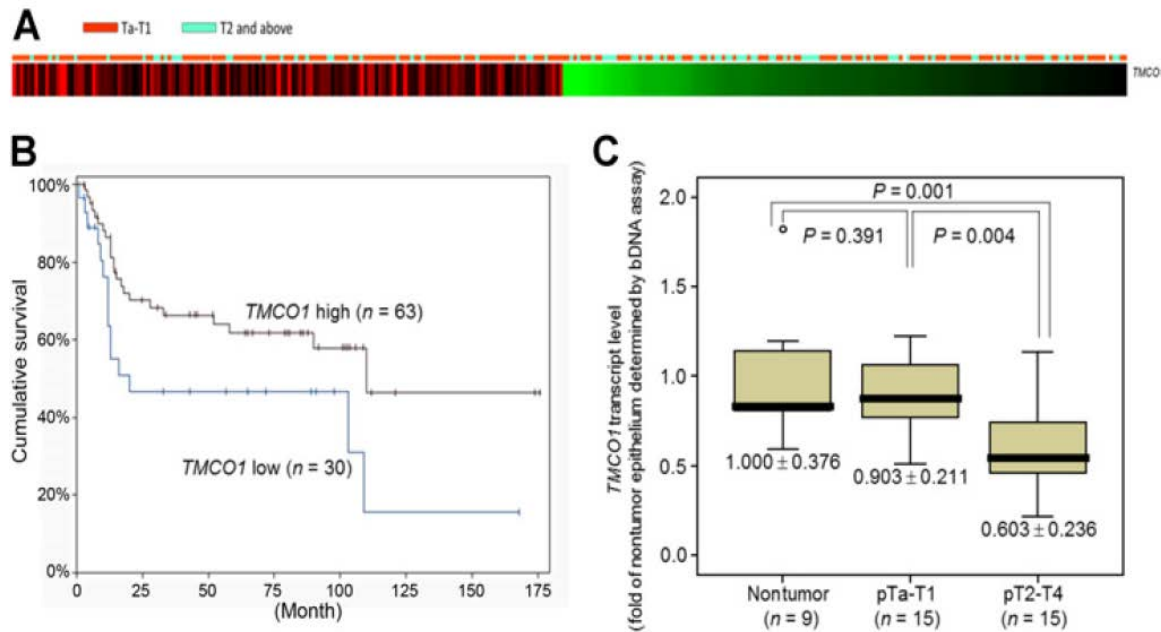 A
Ta-T1
T2 and above
TMCO
B
100%
80%
60%
40%
20%
0%
Cumulative survival
TMCO1 high (n = 63)
TMCO1 low (n = 30)
0 25 50 75 100 125 150 175
(Month)
C
TMCO1 transcript level
(fold of nontumor epithelium determined by bDNA assay)
2.0
1.5
1.0
0.5
0.0
P = 0.001
P = 0.391
P = 0.004
1.000 ± 0.376
0.903 ± 0.211
0.603 ± 0.236
Nontumor
(n = 9)
pTa-T1
(n = 15)
pT2-T4
(n = 15)